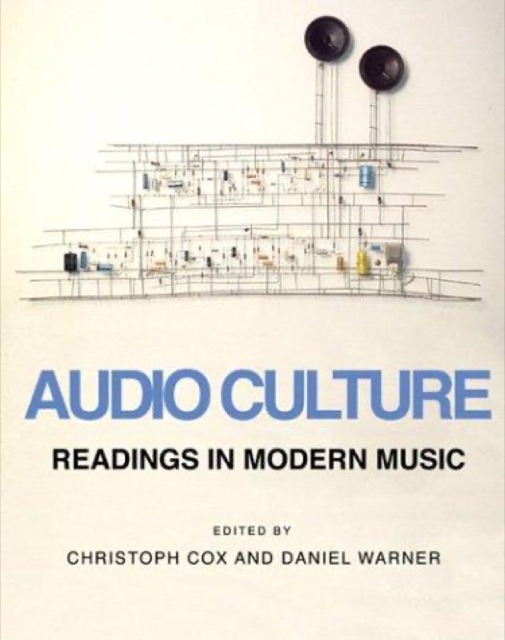 AUDIO CULTURE
READINGS IN MODERN MUSIC
EDITED BY
CHRISTOPH COX AND DANIEL WARNER